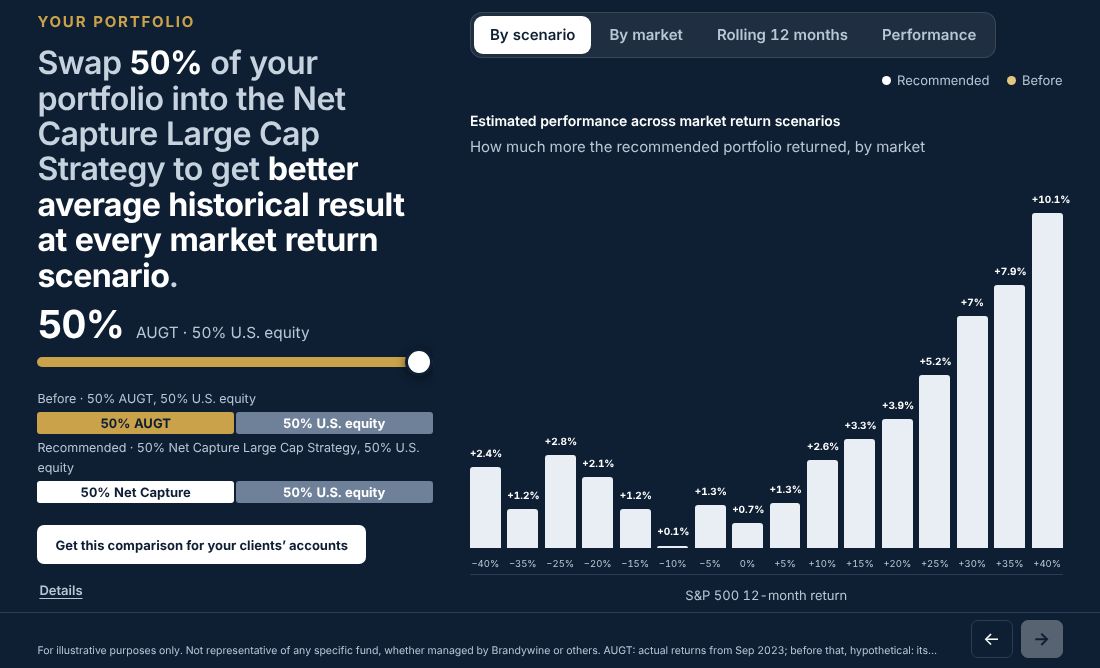 YOUR PORTFOLIO
Swap 50% of your
portfolio into the Net
Capture Large Cap
Strategy to get better
average historical result
at every market return
scenario.
50% AUGT · 50% U.S. equity
Before · 50% AUGT, 50% U.S. equity
50% AUGT 50% U.S. equity
Recommended · 50% Net Capture Large Cap Strategy, 50% U.S.
equity
50% Net Capture 50% U.S. equity
Get this comparison for your clients’ accounts
Details
By scenario By market Rolling 12 months Performance
Recommended Before
Estimated performance across market return scenarios
How much more the recommended portfolio returned, by market
+2.4% +1.2% +2.8% +2.1% +1.2% +0.1% +1.3% +0.7% +1.3% +2.6% +3.3% +3.9% +5.2% +7% +7.9% +10.1%
−40% −35% −25% −20% −15% −10% −5% 0% +5% +10% +15% +20% +25% +30% +35% +40%
S&P 500 12-month return
For illustrative purposes only. Not representative of any specific fund, whether managed by Brandywine or others. AUGT: actual returns from Sep 2023; before that, hypothetical: its…